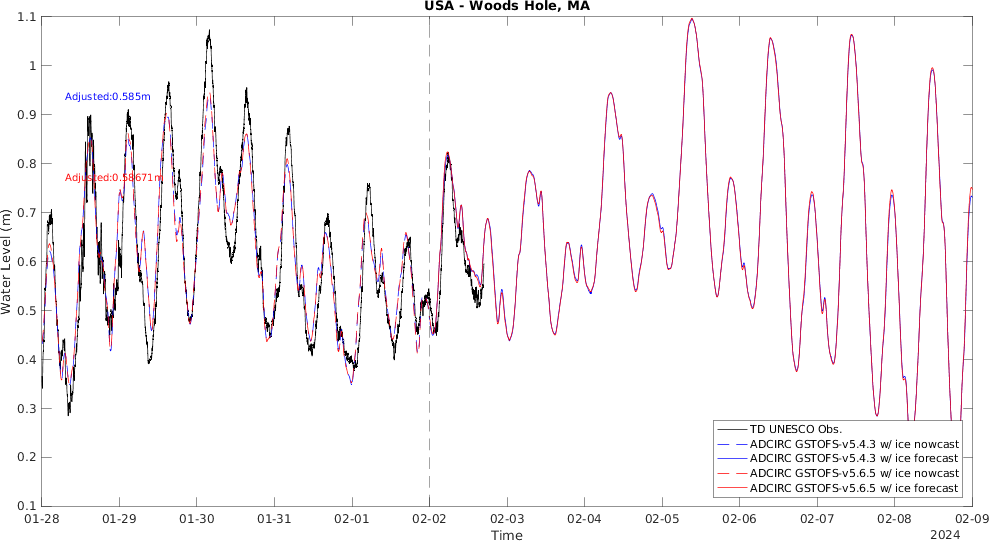 USA - Woods Hole, MA
1.1
1
0.9
0.8
0.7
0.6
0.5
0.4
0.3
0.2
0.1
Water Level (m)
Adjusted:0.585m
Adjusted:0.58671m
TD UNESCO Obs.
ADCIRC GSTOFS-v5.4.3 w/ ice nowcast
ADCIRC GSTOFS-v5.4.3 w/ ice forecast
ADCIRC GSTOFS-v5.6.5 w/ ice nowcast
ADCIRC GSTOFS-v5.6.5 w/ ice forecast
01-28 01-29 01-30 01-31 02-01 02-02 02-03 02-04 02-05 02-06 02-07 02-08 02-09
Time
2024